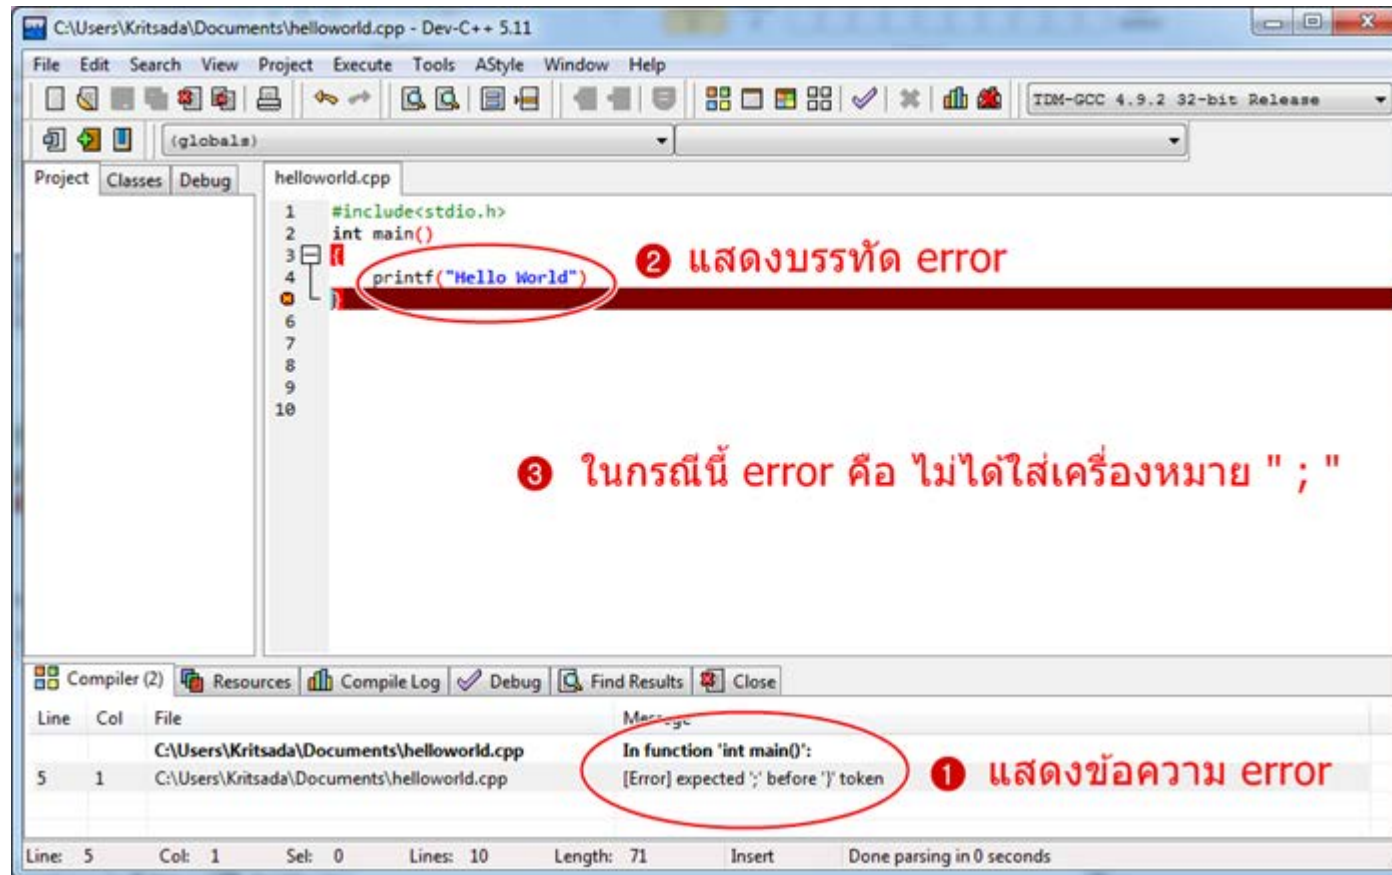 C:\Users\Kritsada\Documents\helloworld.cpp - Dev-C++ 5.11
File Edit Search View Project Execute Tools AStyle Window Help
TDM-GCC 4.9.2 32-bit Release
(globals)
Project Classes Debug helloworld.cpp
1 #include<stdio.h>
2 int main()
3 {
4 printf("Hello World")
}
6
7
8
9
10
2 แสดงบรรทัด error
3 ในกรณีนี้ error คือ ไม่ได้ใส่เครื่องหมาย " ; "
Compiler (2) Resources Compile Log Debug Find Results Close
Line Col File Message
C:\Users\Kritsada\Documents\helloworld.cpp In function 'int main()':
5 1 C:\Users\Kritsada\Documents\helloworld.cpp [Error] expected ';' before '}' token
1 แสดงข้อความ error
Line: 5 Col: 1 Sel: 0 Lines: 10 Length: 71 Insert Done parsing in 0 seconds